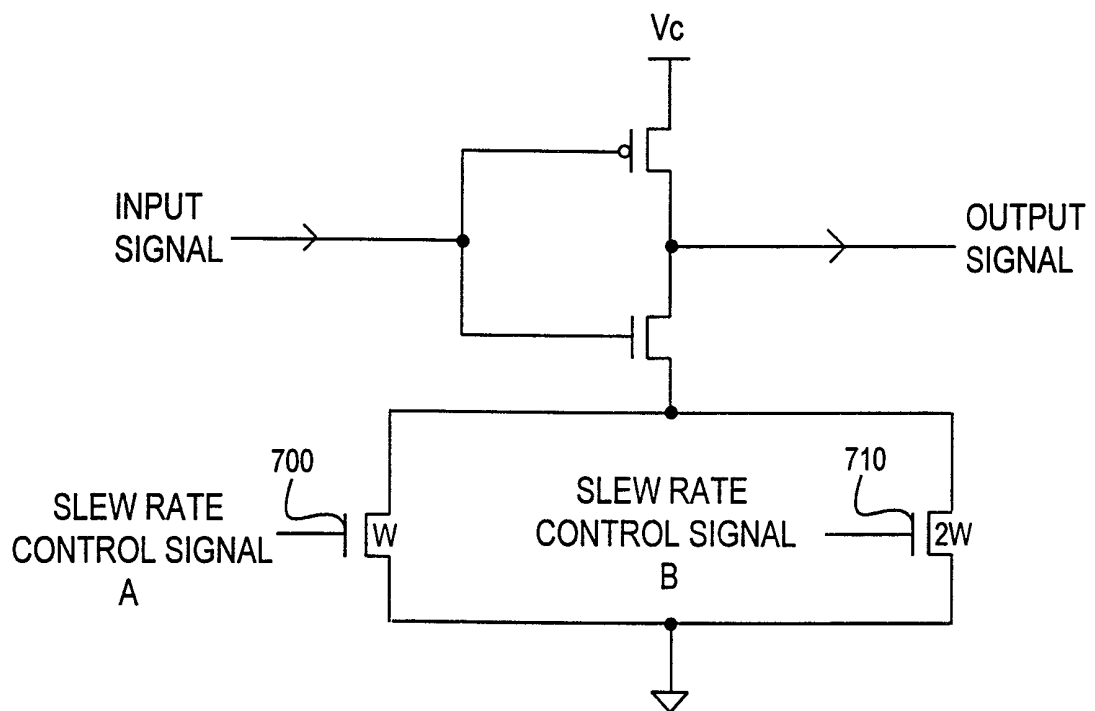 Vc
INPUT
SIGNAL
OUTPUT
SIGNAL
700
SLEW RATE
CONTROL SIGNAL
A
W
SLEW RATE
CONTROL SIGNAL
B
710
2W